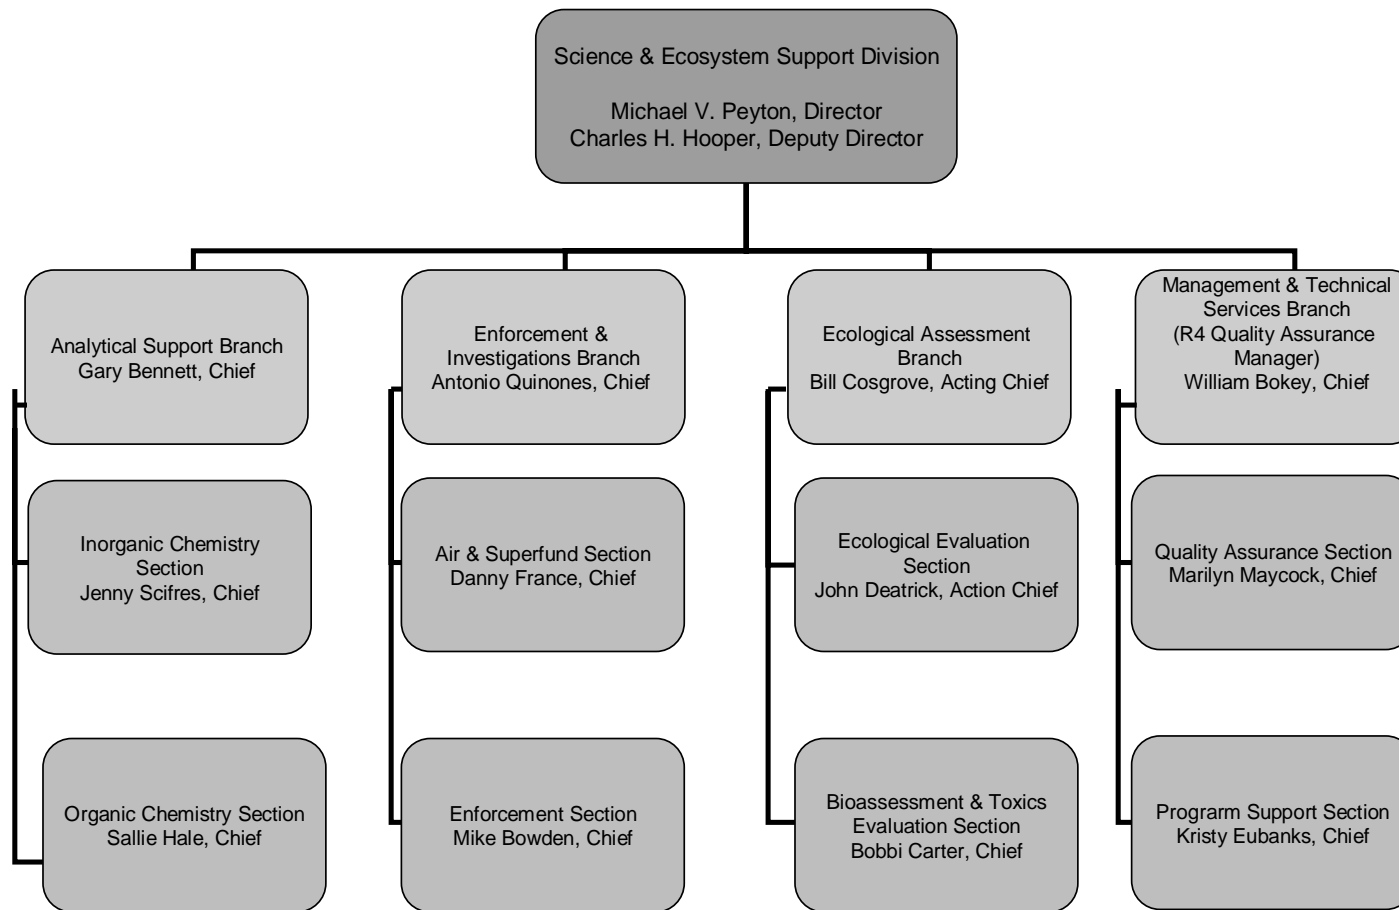 Science & Ecosystem Support Division
Michael V. Peyton, Director
Charles H. Hooper, Deputy Director
Analytical Support Branch
Gary Bennett, Chief
Enforcement &
Investigations Branch
Antonio Quinones, Chief
Ecological Assessment
Branch
Bill Cosgrove, Acting Chief
Management & Technical
Services Branch
(R4 Quality Assurance
Manager)
William Bokey, Chief
Inorganic Chemistry
Section
Jenny Scifres, Chief
Air & Superfund Section
Danny France, Chief
Ecological Evaluation
Section
John Deatrick, Action Chief
Quality Assurance Section
Marilyn Maycock, Chief
Organic Chemistry Section
Sallie Hale, Chief
Enforcement Section
Mike Bowden, Chief
Bioassessment & Toxics
Evaluation Section
Bobbi Carter, Chief
Prograrm Support Section
Kristy Eubanks, Chief